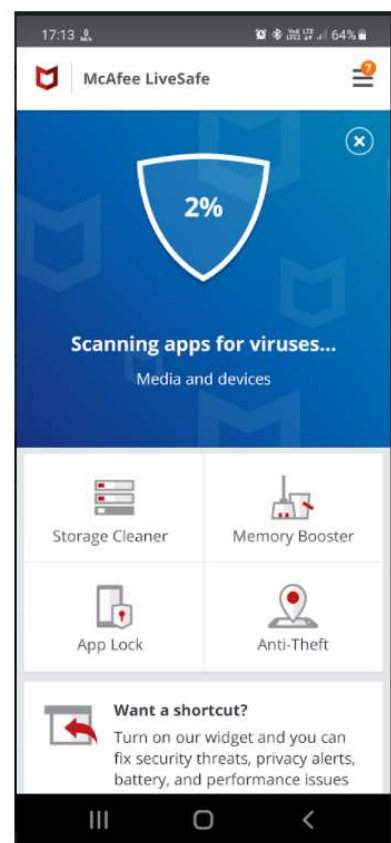 17:13
64%
McAfee LiveSafe
7
2%
Scanning apps for viruses...
Media and devices
Storage Cleaner
Memory Booster
App Lock
Anti-Theft
Want a shortcut?
Turn on our widget and you can
fix security threats, privacy alerts,
battery, and performance issues